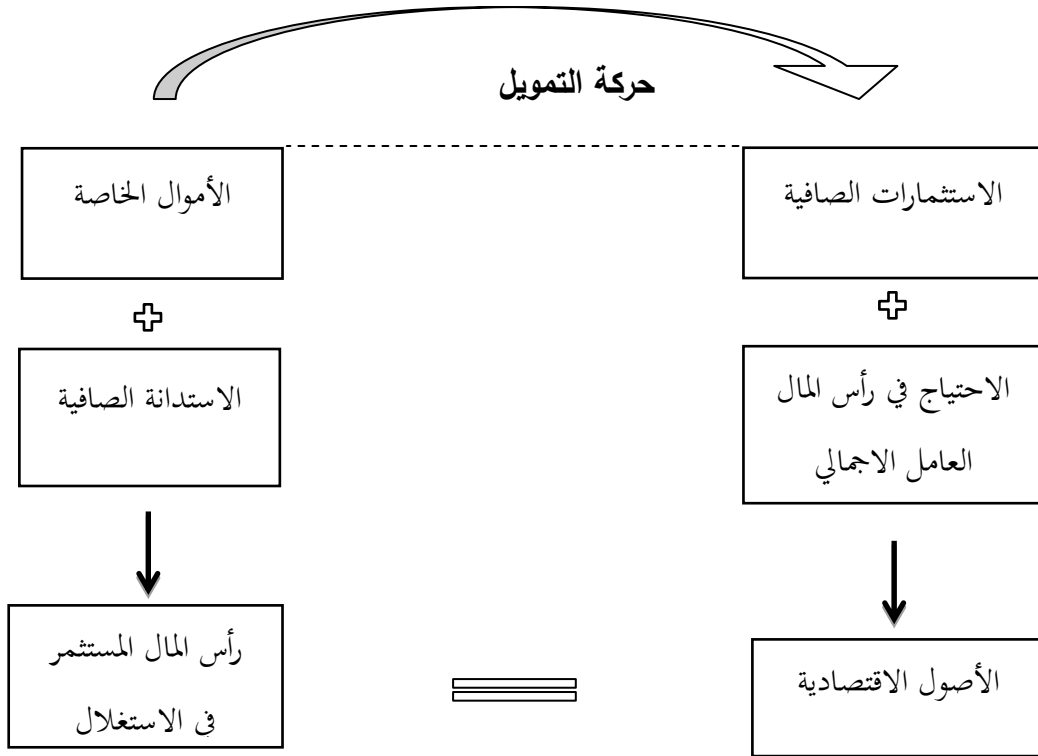 حركة التمويل
الاستثمارات الصافية
الأموال الخاصة
الاحتياج في رأس المال
العامل الاجمالي
الاستدانة الصافية
الأصول الاقتصادية
رأس المال المستثمر
في الاستغلال